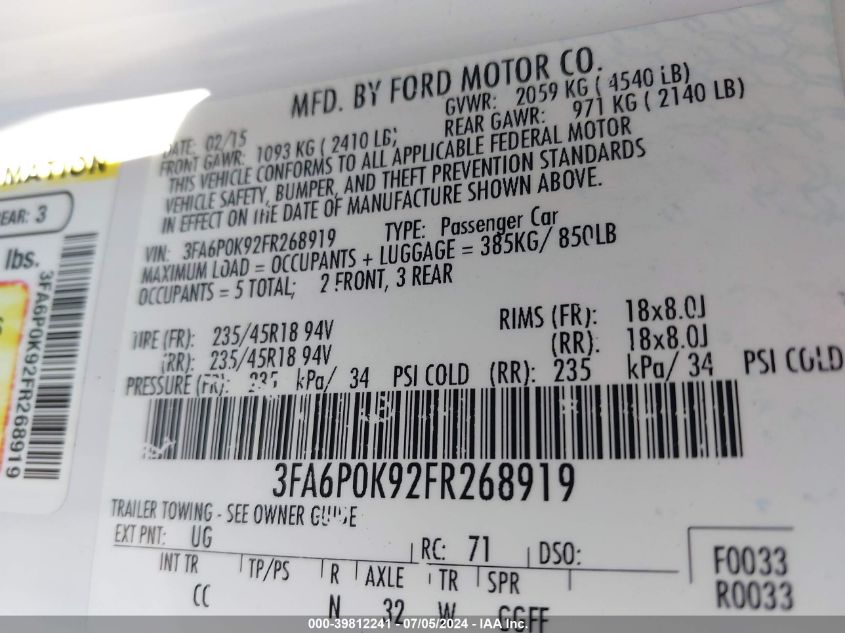 MFD. BY FORD MOTOR CO.
DATE: 02/15 GVWR: 2059 KG ( 4540 LB)
FRONT GAWR: 1093 KG ( 2410 LB) REAR GAWR: 971 KG ( 2140 LB)
THIS VEHICLE CONFORMS TO ALL APPLICABLE FEDERAL MOTOR
VEHICLE SAFETY, BUMPER, AND THEFT PREVENTION STANDARDS
IN EFFECT ON THE DATE OF MANUFACTURE SHOWN ABOVE.
VIN: 3FA6P0K92FR268919 TYPE: Passenger Car
MAXIMUM LOAD = OCCUPANTS + LUGGAGE = 385KG/ 850LB
OCCUPANTS = 5 TOTAL; 2 FRONT, 3 REAR
TIRE (FR): 235/45R18 94V RIMS (FR): 18x8.0J
(RR): 235/45R18 94V (RR): 18x8.0J
PRESSURE (FR): 235 kPa/ 34 PSI COLD (RR): 235 kPa/ 34 PSI COLD
3FA6P0K92FR268919
TRAILER TOWING - SEE OWNER GUIDE
EXT PNT: UG RC: 71 DSO:
INT TR TP/PS R AXLE TR SPR F0033
CC N 32 W GGFF R0033
REAR: 3
lbs.
3FA6P0K92FR268919
000-39812241 - 07/05/2024 - IAA Inc.